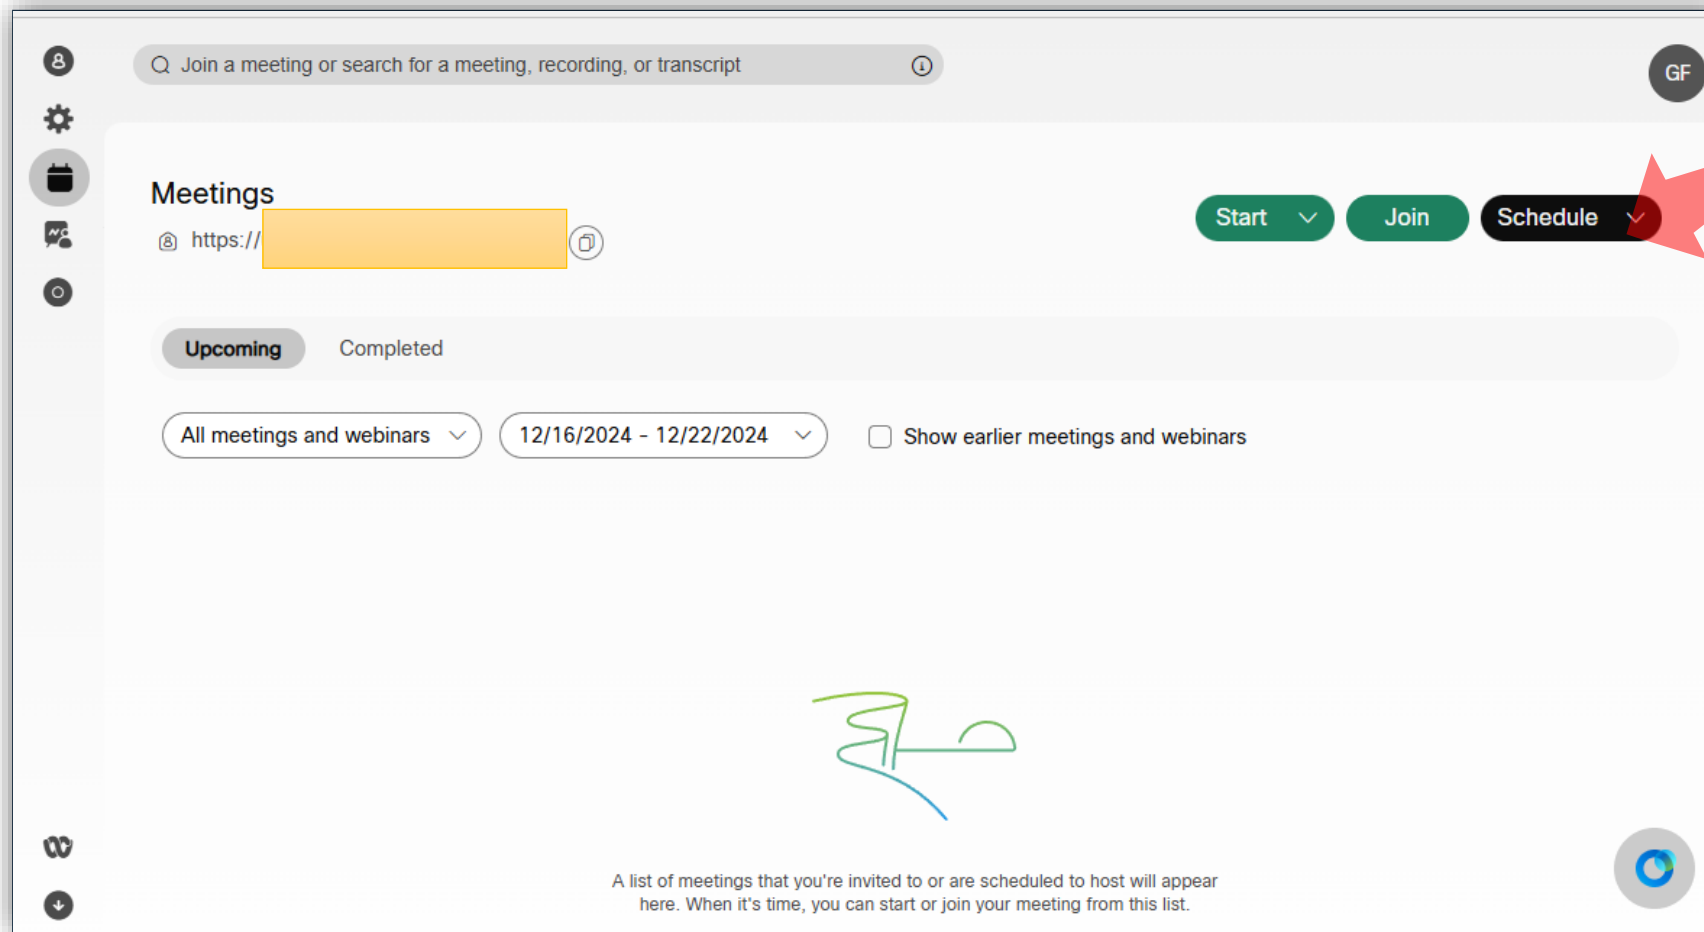 Join a meeting or search for a meeting, recording, or transcript
GF
Meetings
https://
Start
Join
Schedule
Upcoming
Completed
All meetings and webinars
12/16/2024 - 12/22/2024
Show earlier meetings and webinars
A list of meetings that you're invited to or are scheduled to host will appear
here. When it's time, you can start or join your meeting from this list.